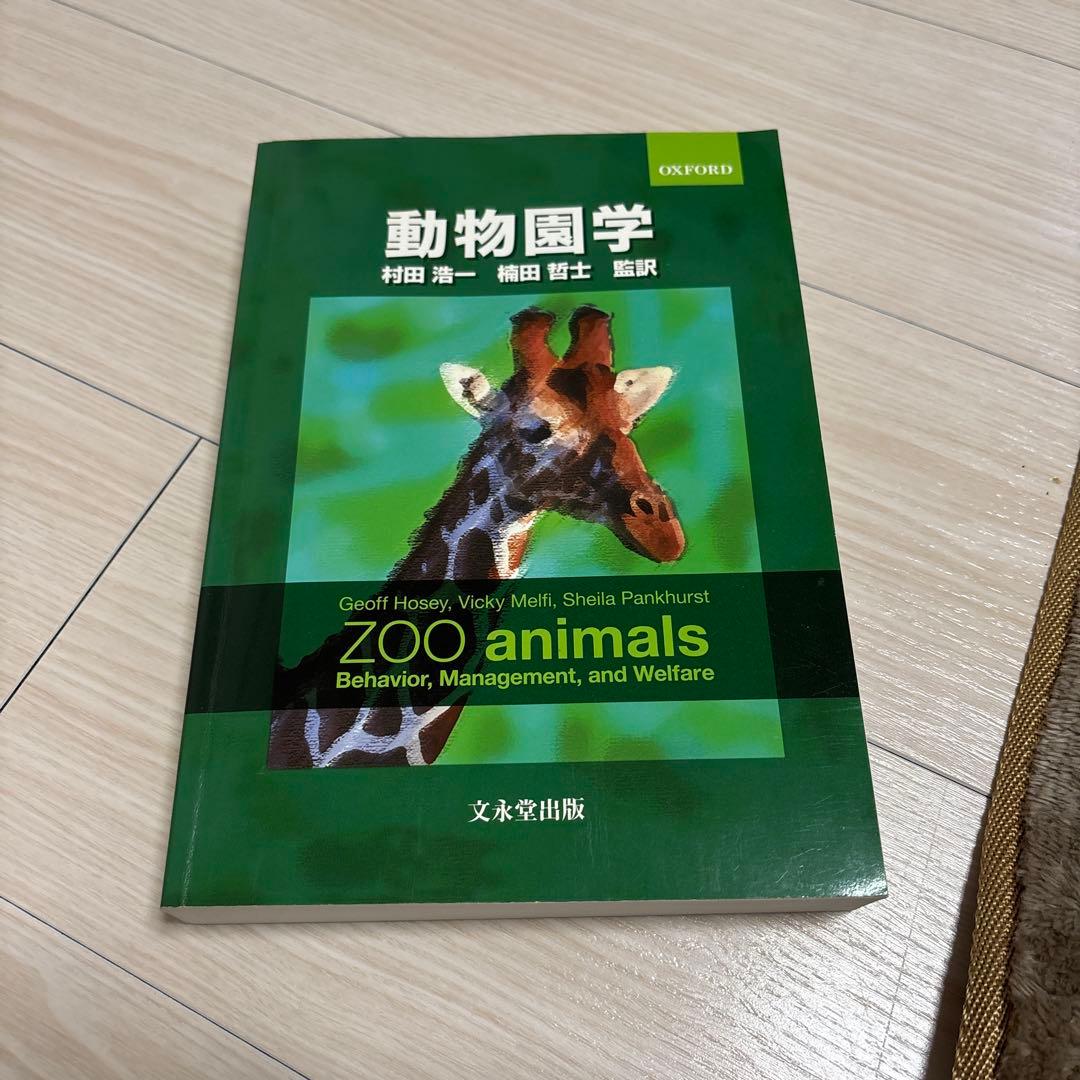 OXFORD
動物園学
村田 浩一 楠田 哲士 監訳
Geoff Hosey, Vicky Melfi, Sheila Pankhurst
ZOO animals
Behavior, Management, and Welfare
文永堂出版